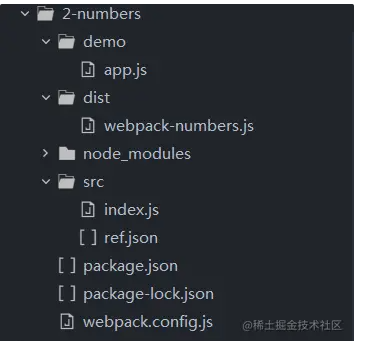 2-numbers
demo
app.js
dist
webpack-numbers.js
node_modules
src
index.js
[ ] ref.json
[ ] package.json
[ ] package-lock.json
webpack.config.js
@稀土掘金技术社区